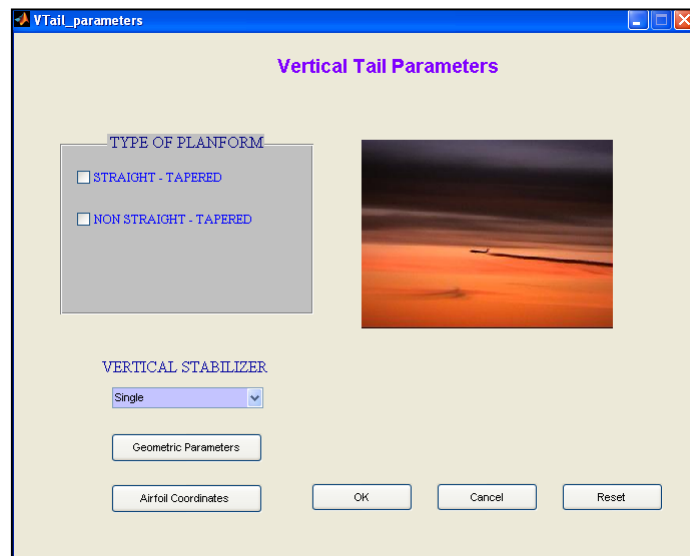 VTail_parameters
Vertical Tail Parameters
TYPE OF PLANFORM
STRAIGHT - TAPERED
NON STRAIGHT - TAPERED
VERTICAL STABILIZER
Single
Geometric Parameters
Airfoil Coordinates
OK
Cancel
Reset